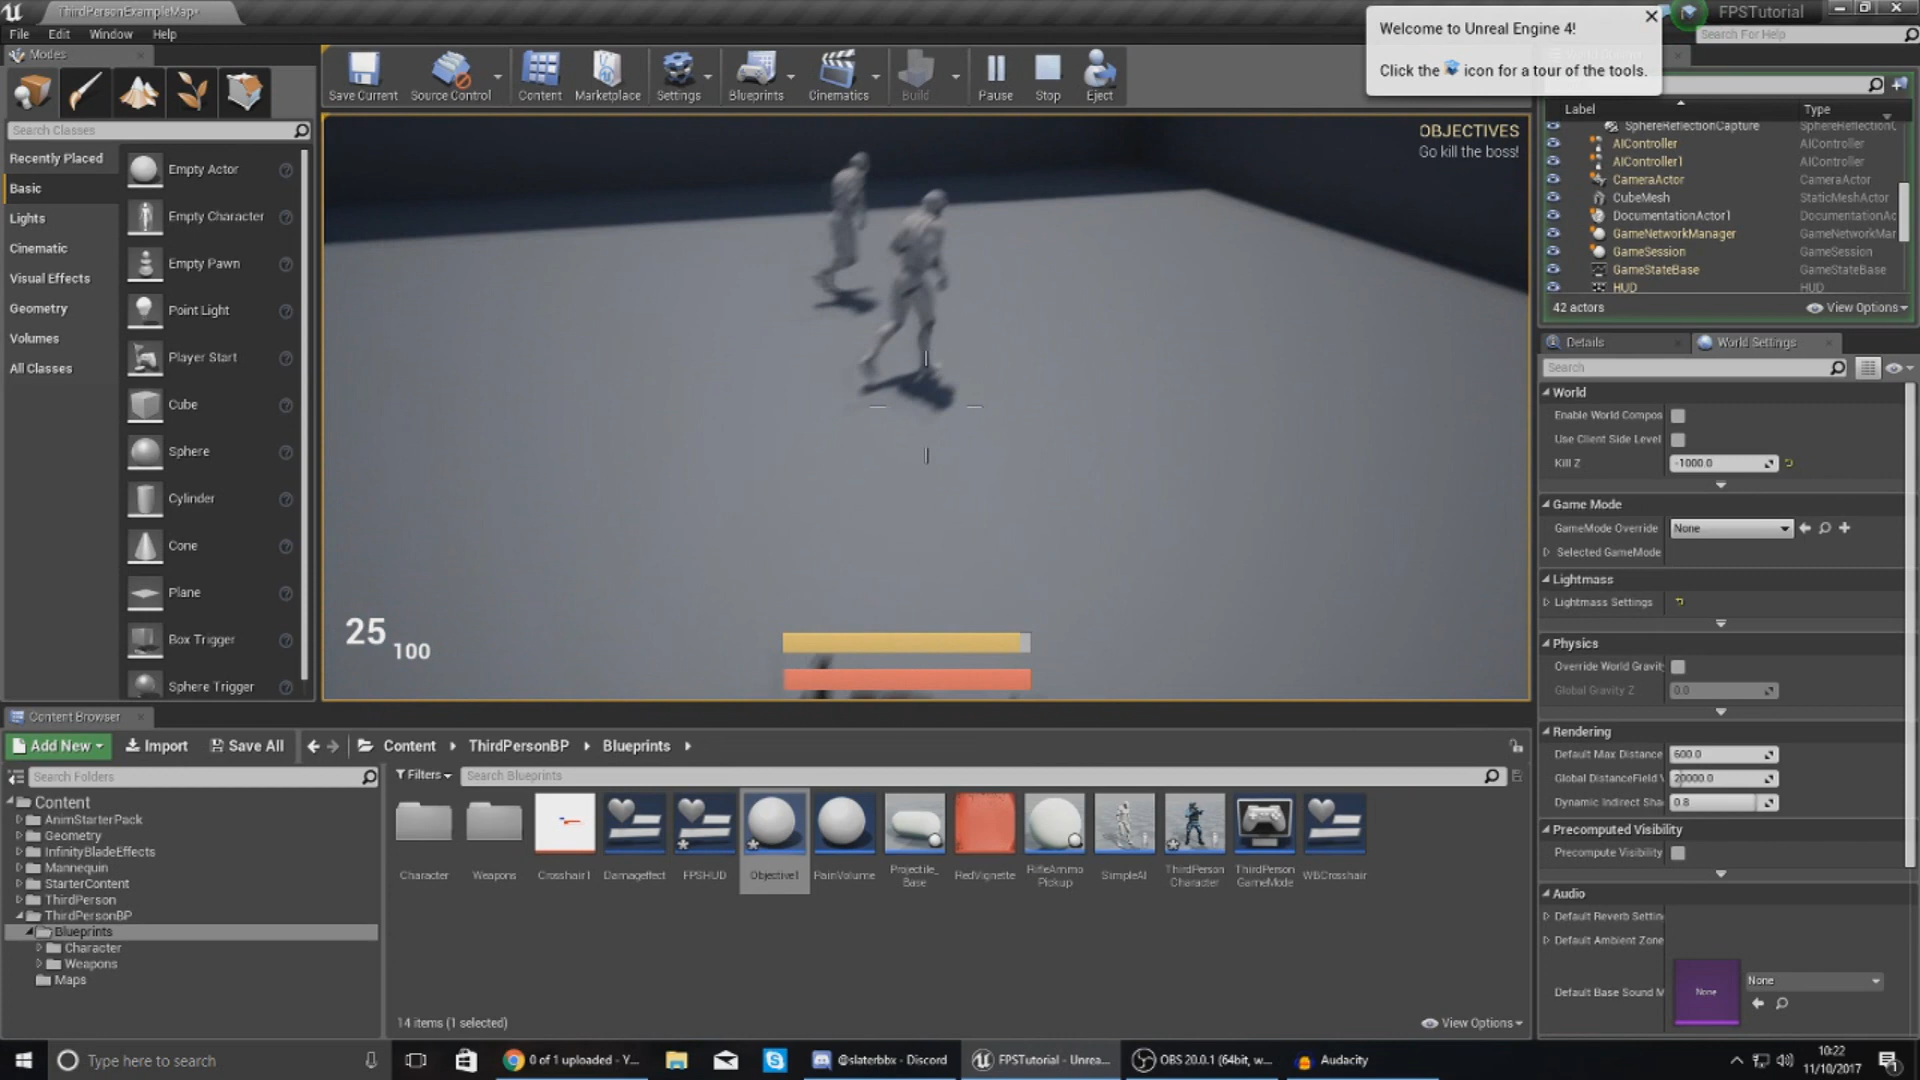 ThirdPersonExampleMap*
FPSTutorial
File Edit Window Help
Search For Help
Welcome to Unreal Engine 4!
Click the icon for a tour of the tools.
Modes
Save Current
Source Control
Content
Marketplace
Settings
Blueprints
Cinematics
Build
Pause
Stop
Eject
Search Classes
Recently Placed
Basic
Lights
Cinematic
Visual Effects
Geometry
Volumes
All Classes
Empty Actor
Empty Character
Empty Pawn
Point Light
Player Start
Cube
Sphere
Cylinder
Cone
Plane
Box Trigger
Sphere Trigger
OBJECTIVES
Go kill the boss!
25
100
Label Type
SphereReflectionCapture SphereReflectionC
AIController AIController
AIController1 AIController
CameraActor CameraActor
CubeMesh StaticMeshActor
DocumentationActor1 DocumentationAc
GameNetworkManager GameNetworkMar
GameSession GameSession
GameStateBase GameStateBase
HUD HUD
42 actors View Options
Details World Settings
Search
World
Enable World Compos
Use Client Side Level
Kill Z -1000.0
Game Mode
GameMode Override None
Selected GameMode
Lightmass
Lightmass Settings
Physics
Override World Gravit
Global Gravity Z 0.0
Rendering
Default Max Distance 600.0
Global DistanceField V 20000.0
Dynamic Indirect Sha 0.8
Precomputed Visibility
Precompute Visibility
Audio
Default Reverb Settin
Default Ambient Zone
Default Base Sound M None None
Content Browser
Add New Import Save All Content ThirdPersonBP Blueprints
Search Folders
Filters Search Blueprints
Content
AnimStarterPack
Geometry
InfinityBladeEffects
Mannequin
StarterContent
ThirdPerson
ThirdPersonBP
Blueprints
Character
Weapons
Maps
Character
Weapons
Crosshair1
Damageffect
FPSHUD
Objective1
PainVolume
Projectile_
Base
RedVignette
RifleAmmo
Pickup
SimpleAI
ThirdPerson
Character
ThirdPerson
GameMode
WBCrosshair
14 items (1 selected) View Options
Type here to search
0 of 1 uploaded - Y...
@slaterbbx - Discord
FPSTutorial - Unrea...
OBS 20.0.1 (64bit, w...
Audacity
10:22
11/10/2017